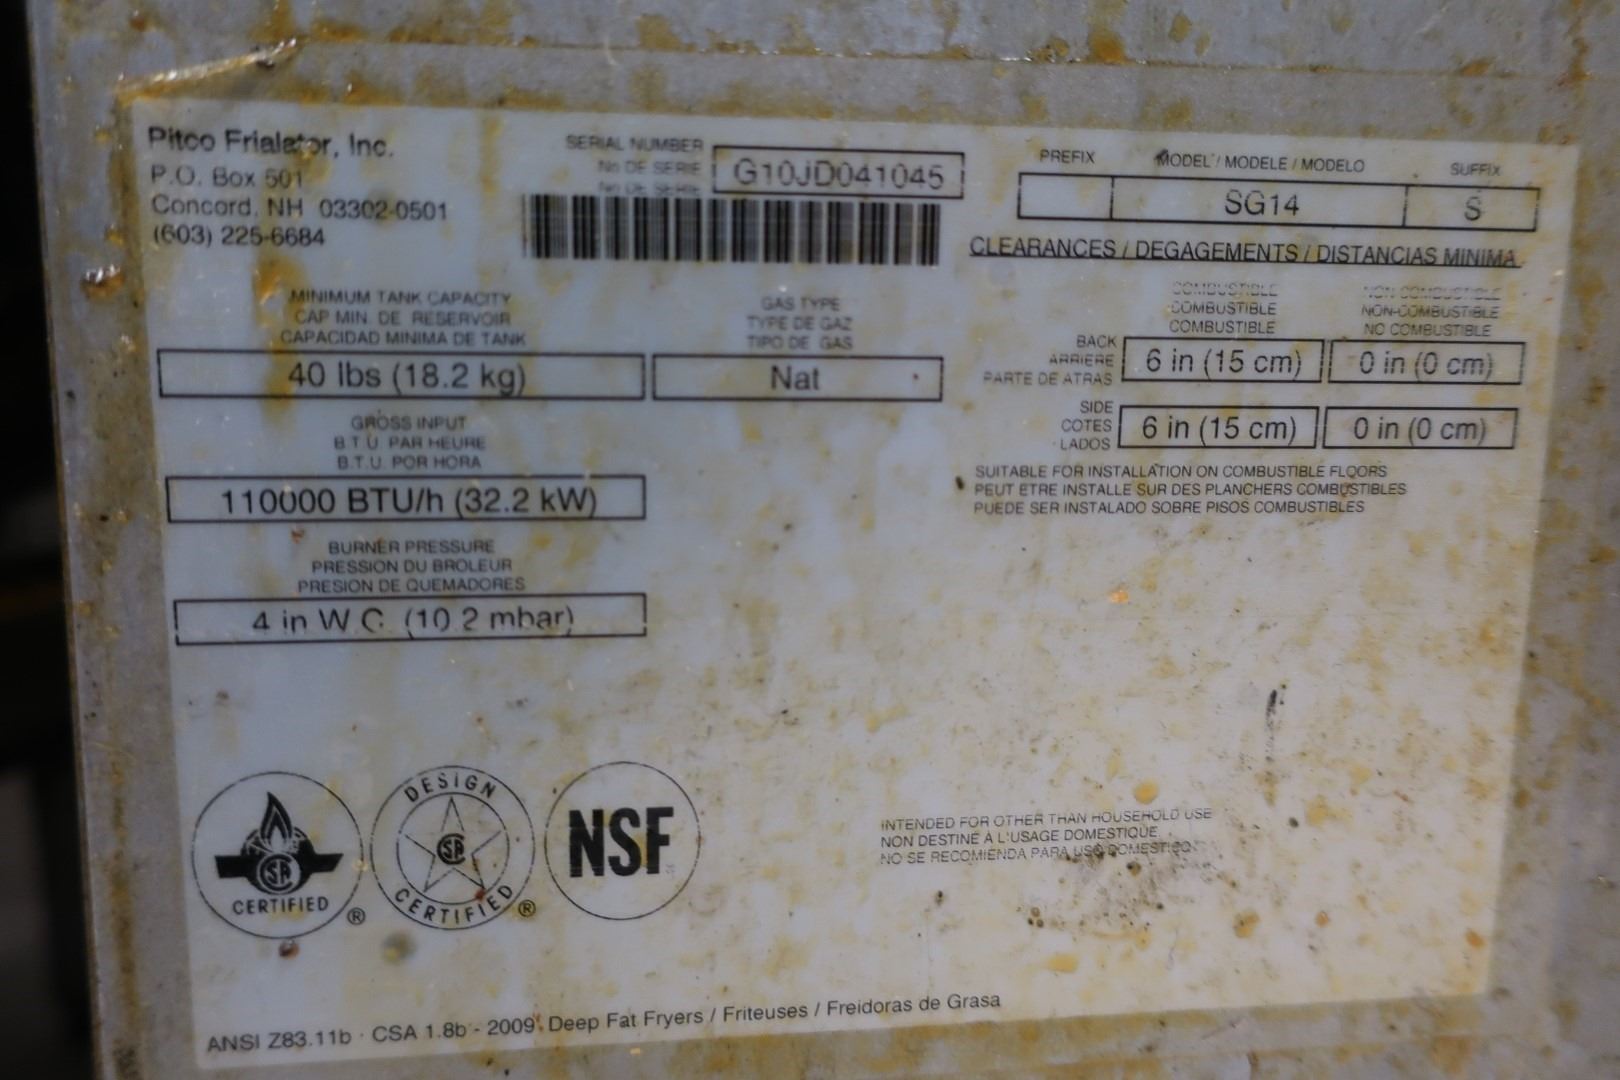 Pitco Frialator, Inc.
P.O. Box 501
Concord, NH 03302-0501
(603) 225-6684
SERIAL NUMBER
No DE SERIE
No DE SERIE
G10JD041045
PREFIX
MODEL / MODELE / MODELO
SUFFIX
SG14
S
CLEARANCES / DEGAGEMENTS / DISTANCIAS MINIMA
MINIMUM TANK CAPACITY
CAP MIN. DE RESERVOIR
CAPACIDAD MINIMA DE TANK
40 lbs (18.2 kg)
GAS TYPE
TYPE DE GAZ
TIPO DE GAS
Nat
COMBUSTIBLE
COMBUSTIBLE
COMBUSTIBLE
NON-COMBUSTIBLE
NON-COMBUSTIBLE
NO COMBUSTIBLE
BACK
ARRIERE
PARTE DE ATRAS
6 in (15 cm)
0 in (0 cm)
SIDE
COTES
LADOS
6 in (15 cm)
0 in (0 cm)
GROSS INPUT
B.T.U. PAR HEURE
B.T.U. POR HORA
110000 BTU/h (32.2 kW)
SUITABLE FOR INSTALLATION ON COMBUSTIBLE FLOORS
PEUT ETRE INSTALLE SUR DES PLANCHERS COMBUSTIBLES
PUEDE SER INSTALADO SOBRE PISOS COMBUSTIBLES
BURNER PRESSURE
PRESSION DU BROLEUR
PRESION DE QUEMADORES
4 in W.C. (10.2 mbar)
CERTIFIED ®
DESIGN
CERTIFIED ®
NSF
INTENDED FOR OTHER THAN HOUSEHOLD USE
NON DESTINÉ À L'USAGE DOMESTIQUE
NO SE RECOMIENDA PARA USO DOMESTICO
ANSI Z83.11b · CSA 1.8b - 2009. Deep Fat Fryers / Friteuses / Freidoras de Grasa